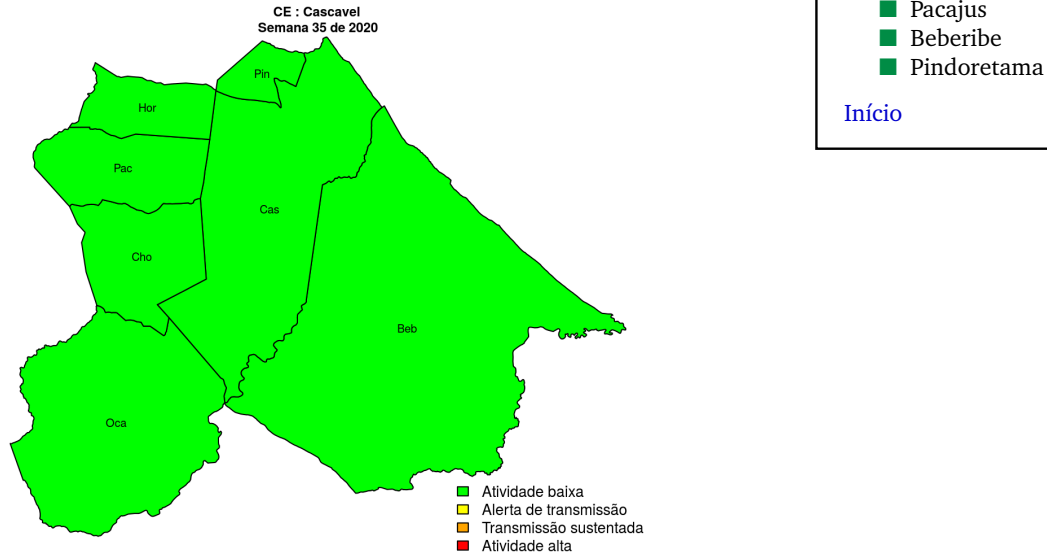 CE : Cascavel
Semana 35 de 2020
Pin
Hor
Pac
Cas
Cho
Beb
Oca
Atividade baixa
Alerta de transmissão
Transmissão sustentada
Atividade alta
Pacajus
Beberibe
Pindoretama
Início